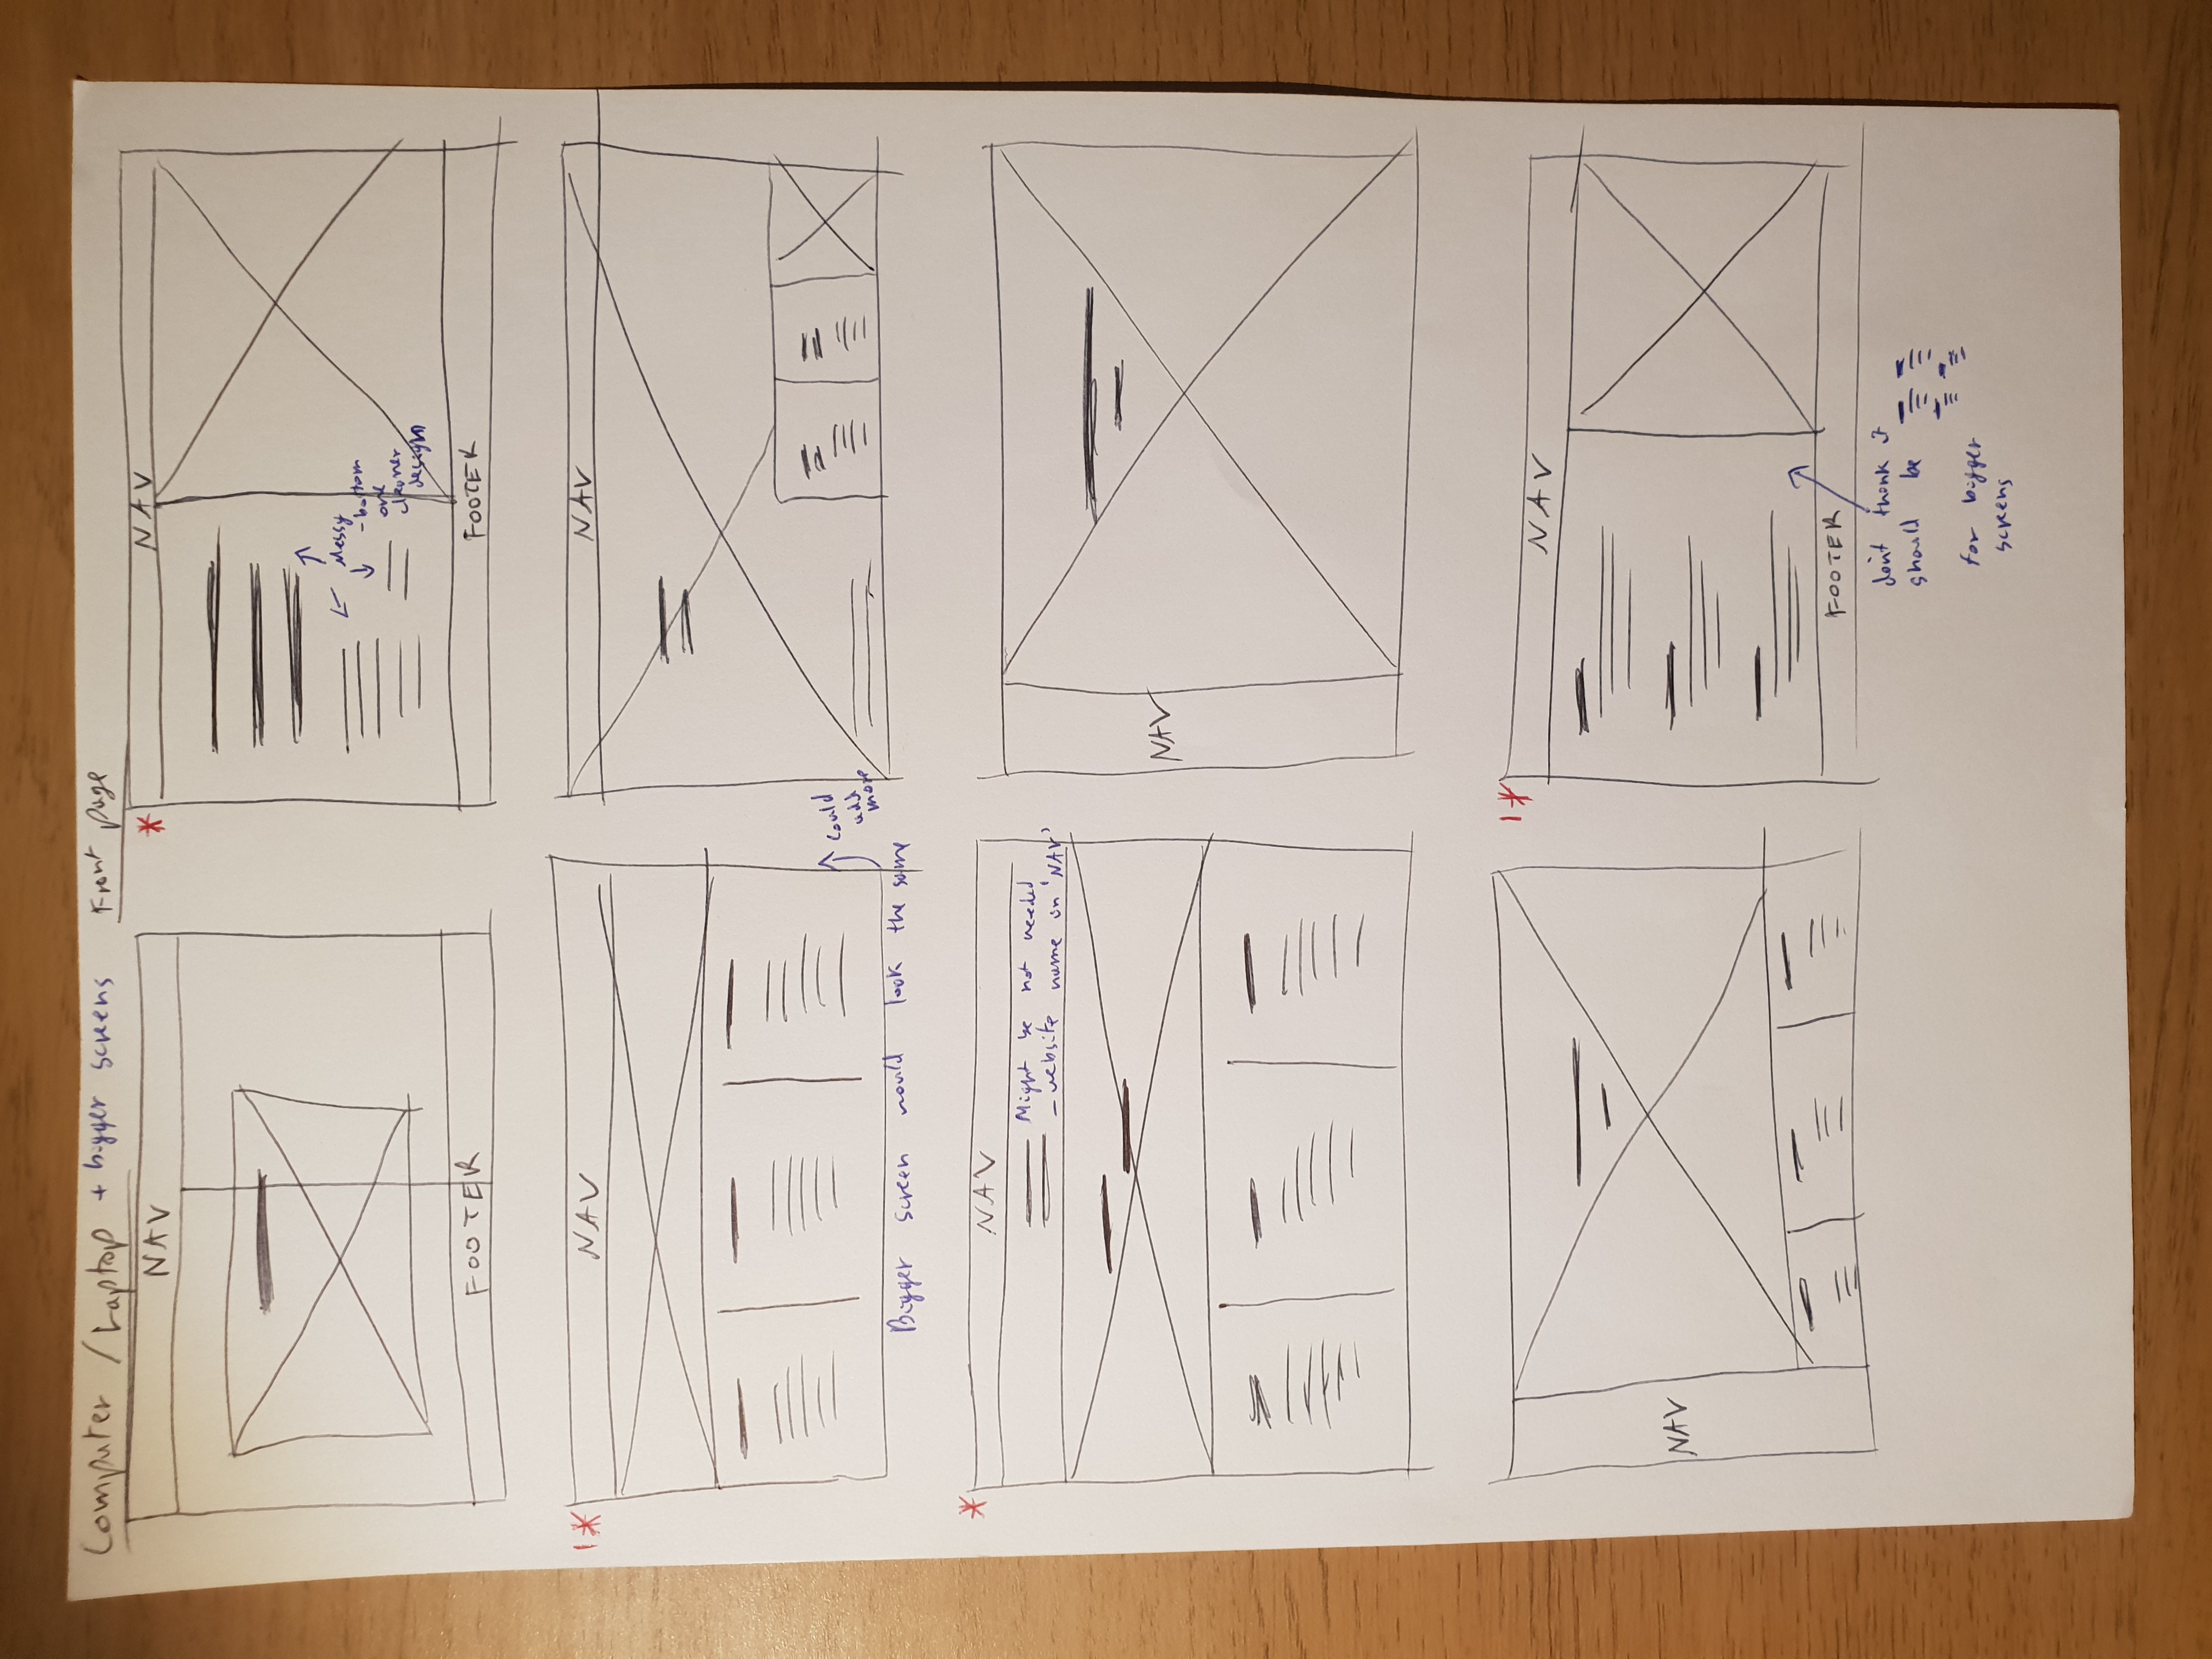 Computer / Laptop + bigger screens Front page
NAV
FOOTER
* NAV
Messy
- bottom
one
cleaner
design
FOOTER
1* NAV
Could
add
more
Bigger screen would look the same
NAV
* NAV
Might be not needed
- website name in 'NAV'
NAV
NAV
1* NAV
FOOTER
don't think it
should be
for bigger
screens